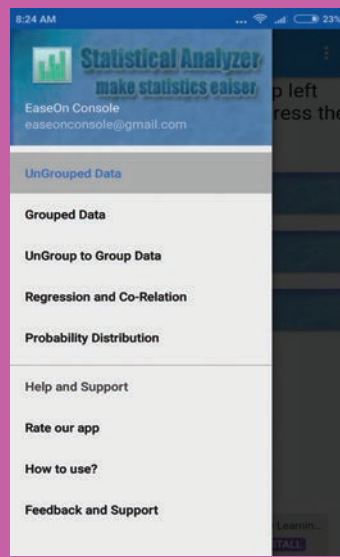 8:24 AM ... 23%
Statistical Analyzer
make statistics eaiser
EaseOn Console
easeonconsole@gmail.com
p left
ress the
UnGrouped Data
Grouped Data
UnGroup to Group Data
Regression and Co-Relation
Probability Distribution
Help and Support
Rate our app
How to use?
Feedback and Support
Learnin...
TALL